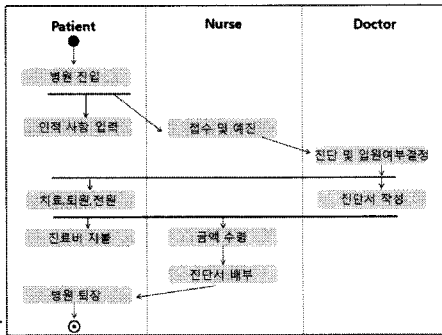 Patient
Nurse
Doctor
병원 진입
인적 사항 입력
접수 및 예진
진단 및 입원여부결정
치료,퇴원,전원
진단서 작성
진료비 지불
금액 수령
진단서 배부
병원 퇴장